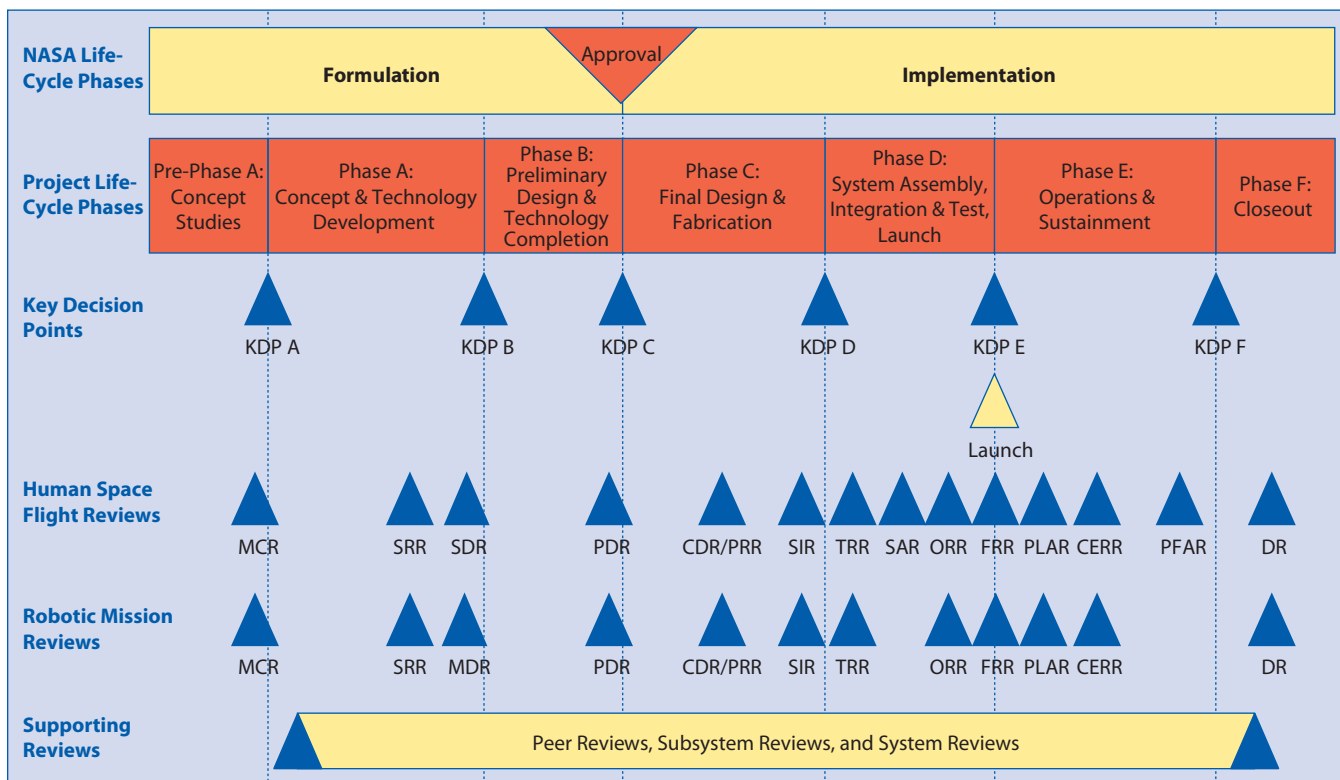 NASA Life-
Cycle Phases
Formulation
Approval
Implementation
Project Life-
Cycle Phases
Pre-Phase A:
Concept
Studies
Phase A:
Concept & Technology
Development
Phase B:
Preliminary
Design &
Technology
Completion
Phase C:
Final Design &
Fabrication
Phase D:
System Assembly,
Integration & Test,
Launch
Phase E:
Operations &
Sustainment
Phase F:
Closeout
Key Decision
Points
KDP A
KDP B
KDP C
KDP D
KDP E
KDP F
Launch
Human Space
Flight Reviews
MCR
SRR
SDR
PDR
CDR/PRR
SIR
TRR
SAR
ORR
FRR
PLAR
CERR
PFAR
DR
Robotic Mission
Reviews
MCR
SRR
MDR
PDR
CDR/PRR
SIR
TRR
ORR
FRR
PLAR
CERR
DR
Supporting
Reviews
Peer Reviews, Subsystem Reviews, and System Reviews